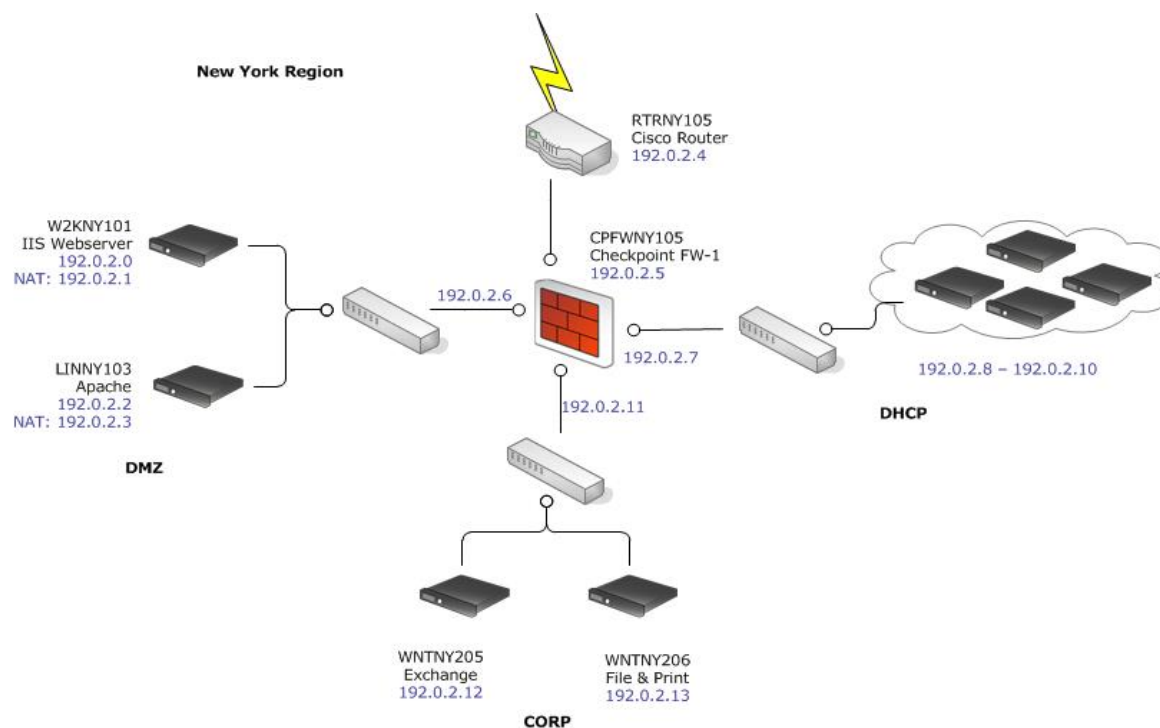 New York Region
RTRNY105
Cisco Router
192.0.2.4
W2KNY101
IIS Webserver
192.0.2.0
NAT: 192.0.2.1
CPFWNY105
Checkpoint FW-1
192.0.2.5
192.0.2.6
192.0.2.7
LINNY103
Apache
192.0.2.2
NAT: 192.0.2.3
DMZ
192.0.2.8 – 192.0.2.10
DHCP
192.0.2.11
WNTNY205
Exchange
192.0.2.12
WNTNY206
File & Print
192.0.2.13
CORP